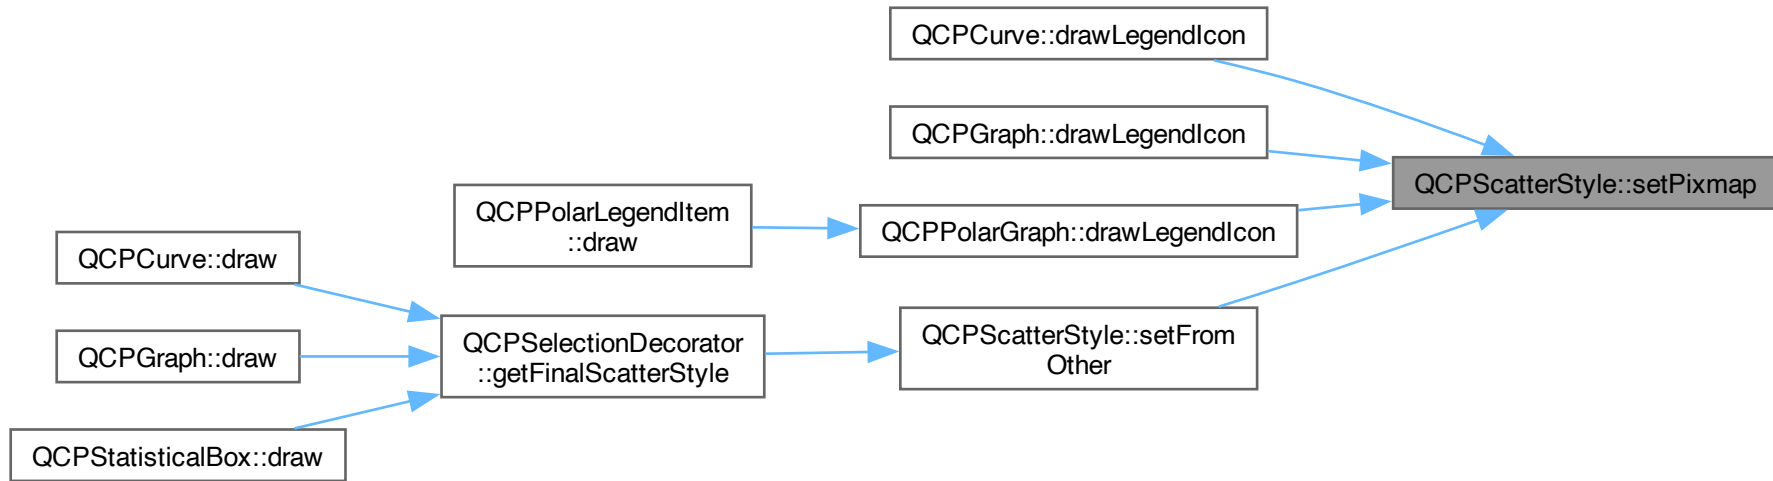 QCPCurve::drawLegendIcon
QCPGraph::drawLegendIcon
QCPScatterStyle::setPixmap
QCPPolarLegendItem
::draw
QCPPolarGraph::drawLegendIcon
QCPCurve::draw
QCPGraph::draw
QCPSelectionDecorator
::getFinalScatterStyle
QCPScatterStyle::setFrom
Other
QCPStatisticalBox::draw